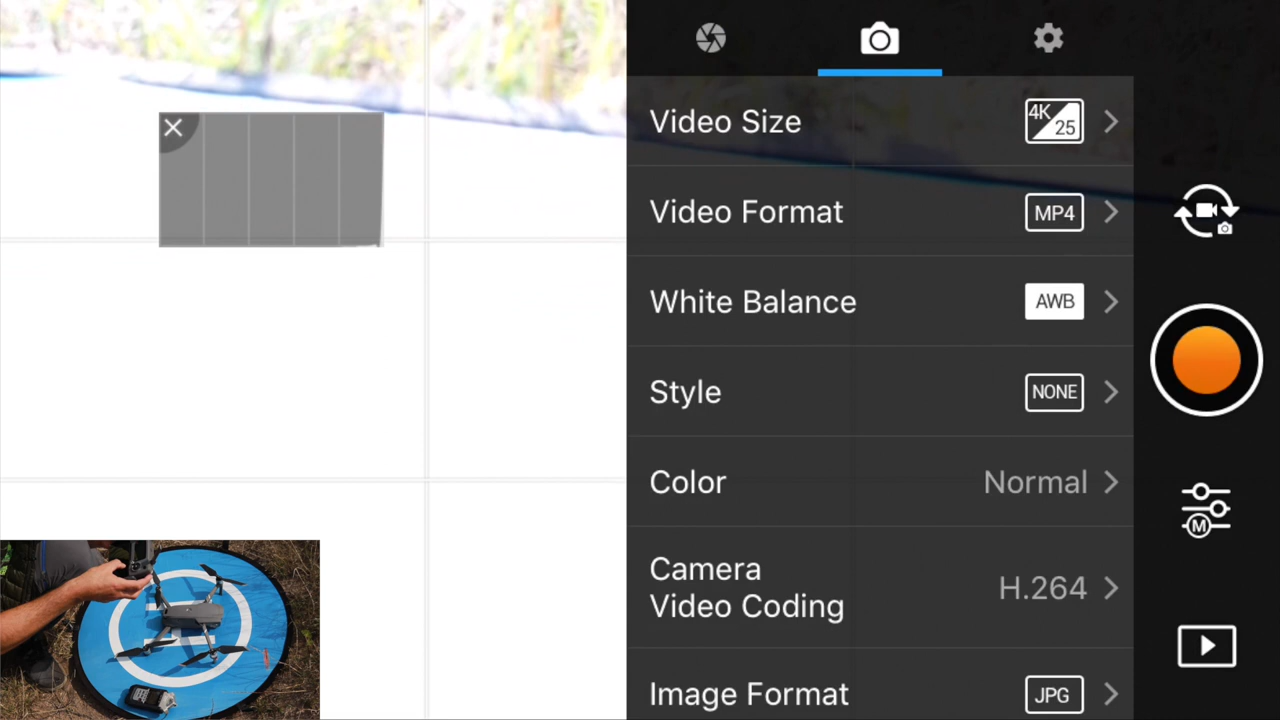 Video Size
4K
25
Video Format
MP4
White Balance
AWB
Style
NONE
Color
Normal
Camera
Video Coding
H.264
Image Format
JPG
M
H